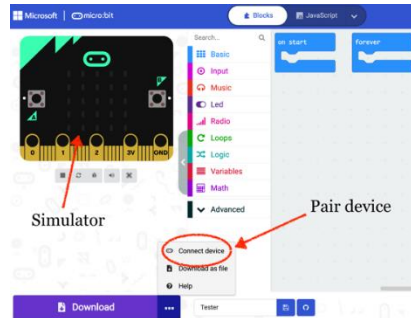 Microsoft | micro:bit
Blocks
JavaScript
Search...
on start
forever
Basic
Input
Music
Led
Radio
Loops
Logic
Variables
Math
Advanced
A
B
0 1 2 3V GND
Simulator
Pair device
Connect device
Download as file
Help
Download
Tester